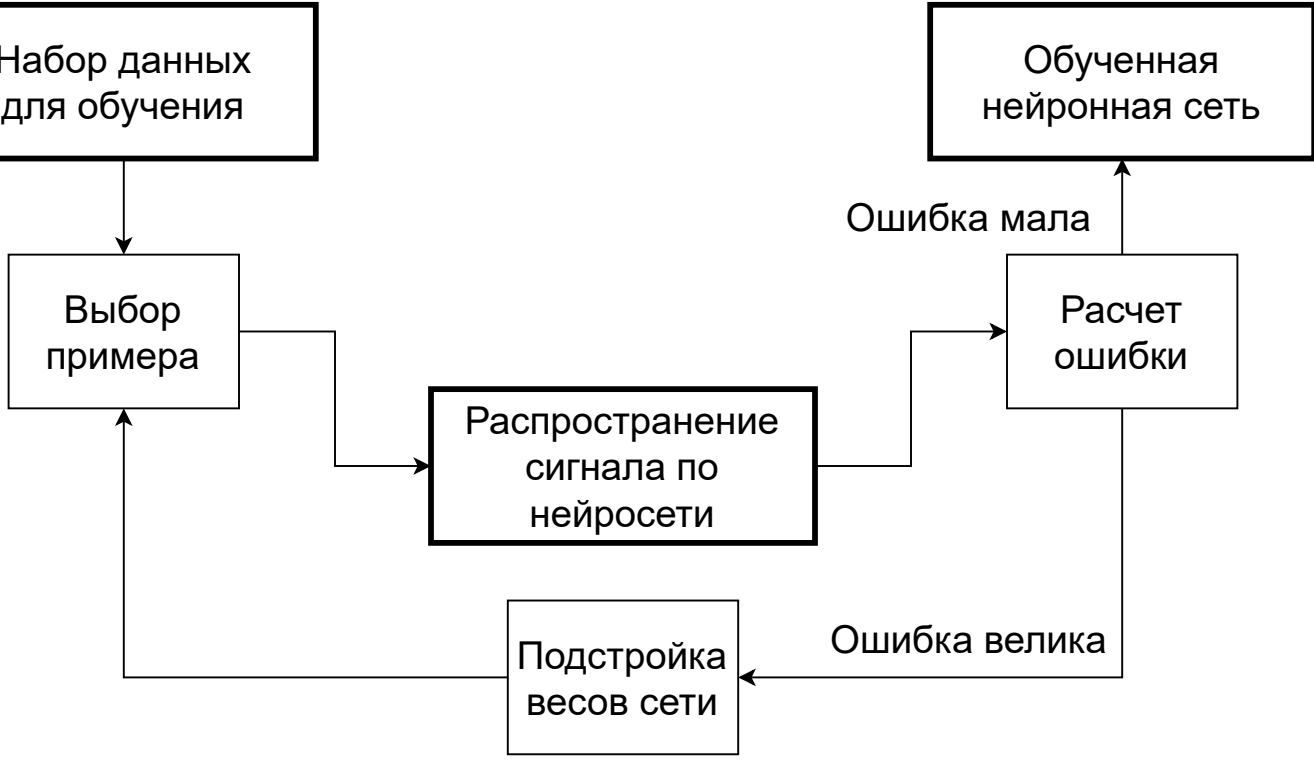 Набор данных
для обучения
Обученная
нейронная сеть
Ошибка мала
Выбор
примера
Расчет
ошибки
Распространение
сигнала по
нейросети
Ошибка велика
Подстройка
весов сети